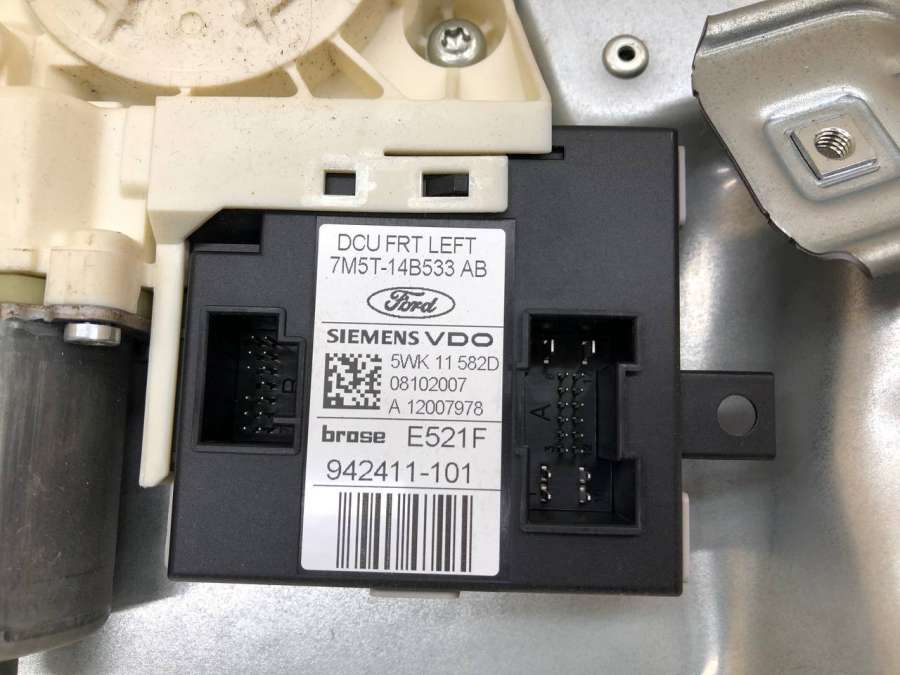 DCU FRT LEFT
7M5T-14B533 AB
Ford
SIEMENS VDO
5WK 11 582D
08102007
A 12007978
brose E521F
942411-101
B
A